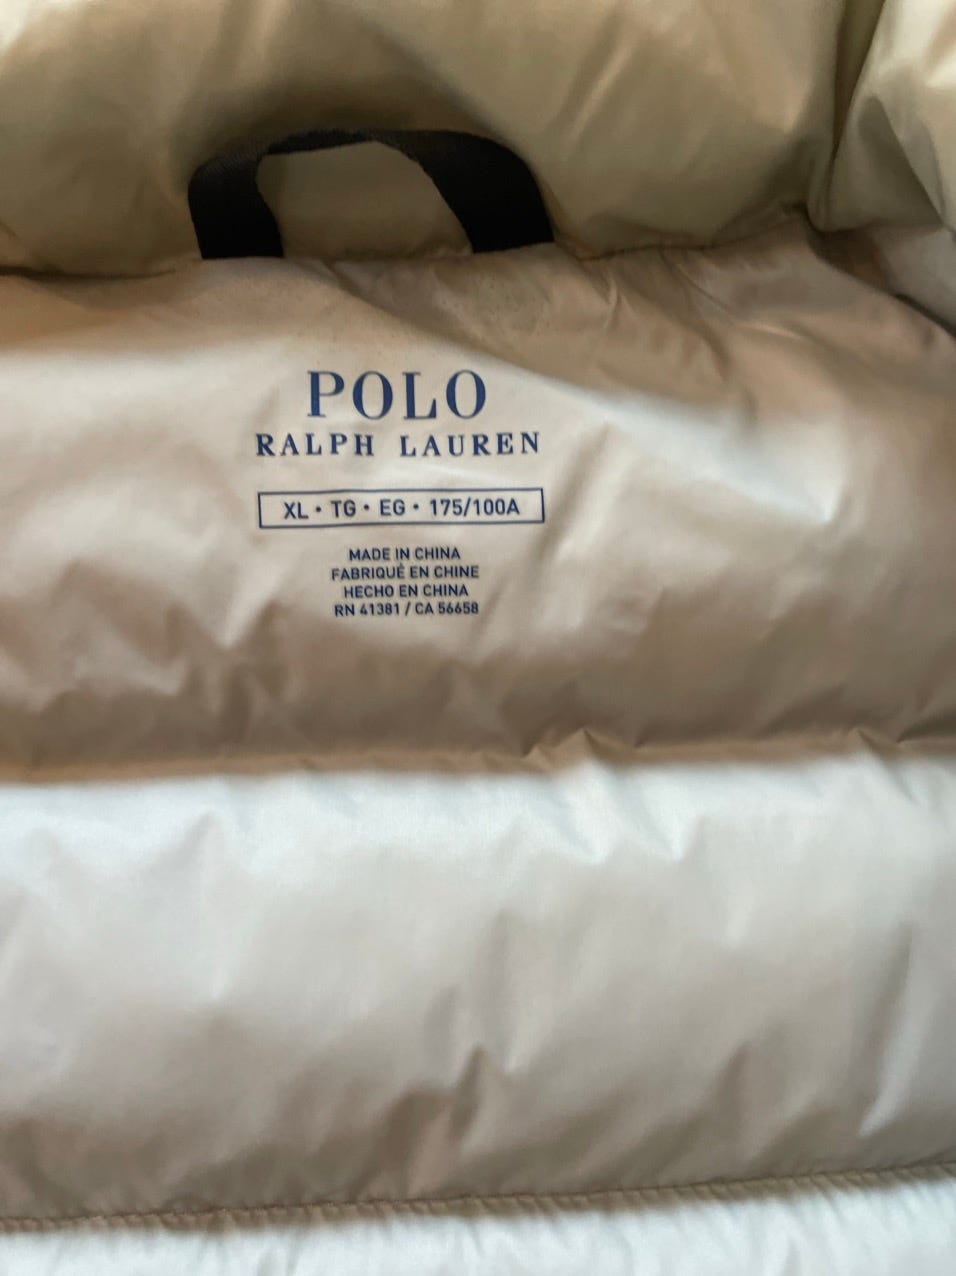 POLO
RALPH LAUREN
XL • TG • EG • 175/100A
MADE IN CHINA
FABRIQUÉ EN CHINE
HECHO EN CHINA
RN 41381 / CA 56658